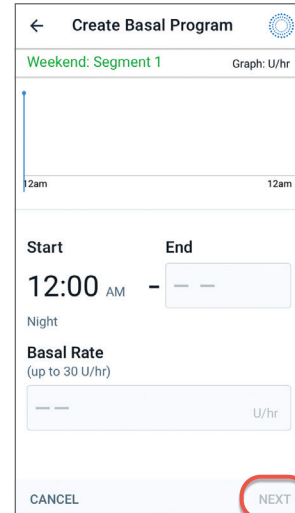 ← Create Basal Program
Weekend: Segment 1 Graph: U/hr
12am 12am
Start End
12:00 AM - — —
Night
Basal Rate
(up to 30 U/hr)
— — U/hr
CANCEL NEXT